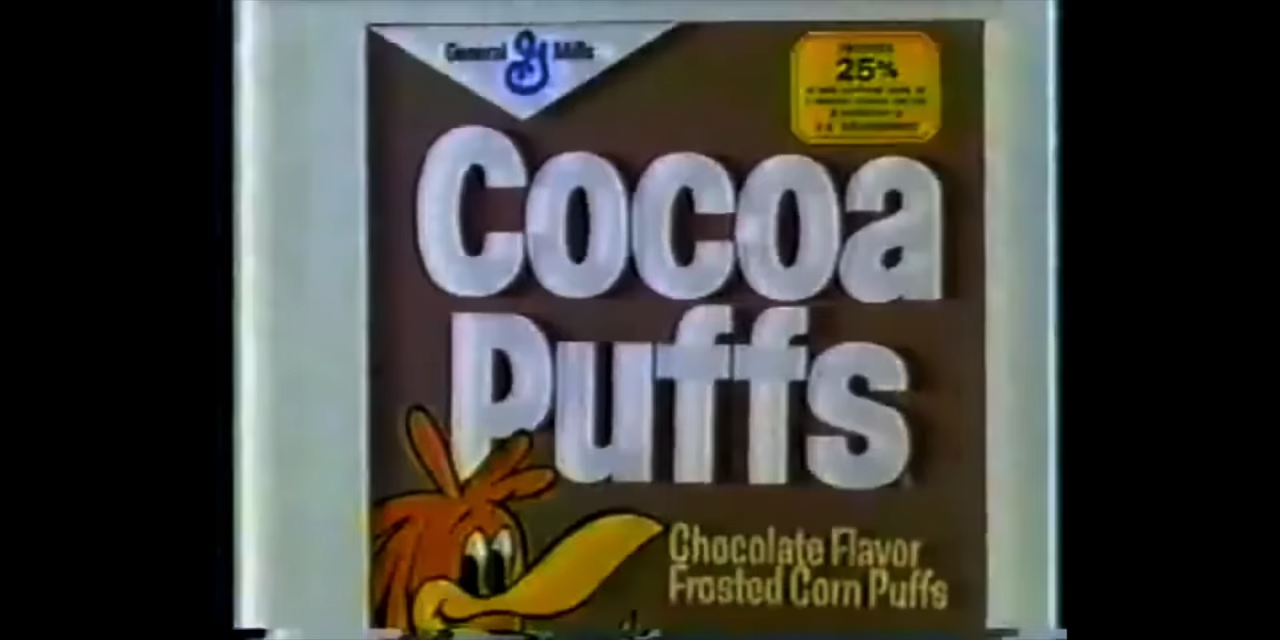 General Mills
25%
Cocoa
Puffs
Chocolate Flavor
Frosted Corn Puffs